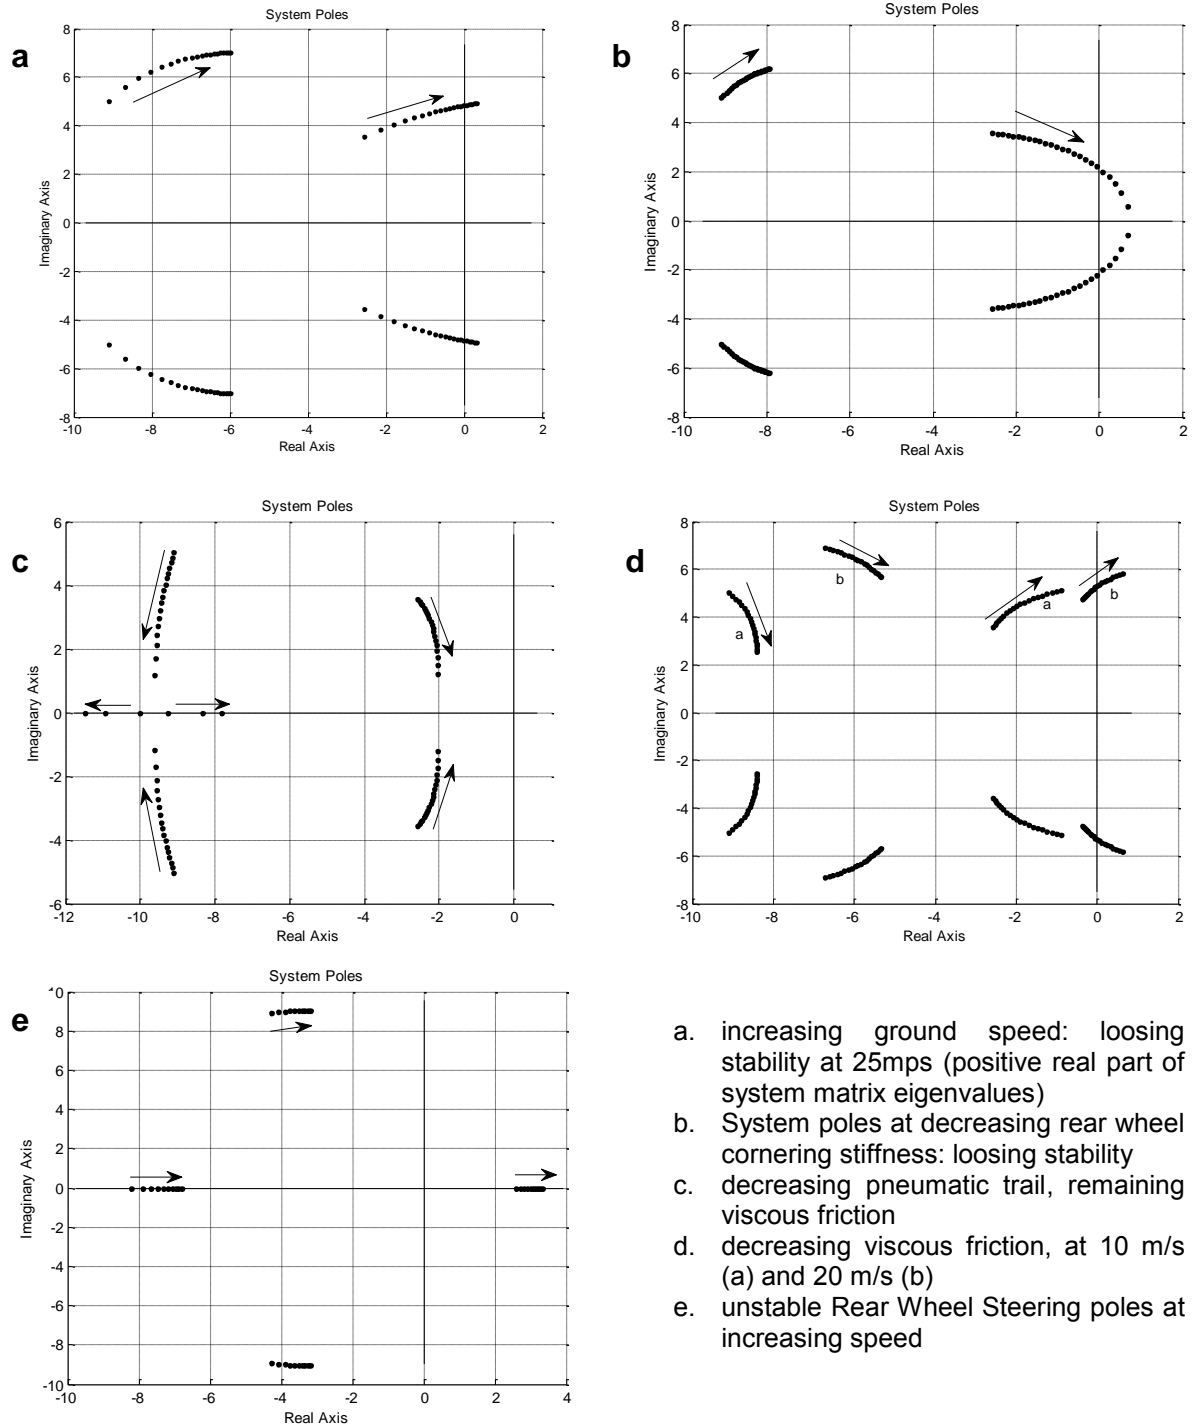 System Poles
a
8
6
4
2
0
-2
-4
-6
-8
Imaginary Axis
-10 -8 -6 -4 -2 0 2
Real Axis
System Poles
b
8
6
4
2
0
-2
-4
-6
-8
Imaginary Axis
-10 -8 -6 -4 -2 0 2
Real Axis
System Poles
c
6
4
2
0
-2
-4
-6
Imaginary Axis
-12 -10 -8 -6 -4 -2 0
Real Axis
System Poles
d
8
6
4
2
0
-2
-4
-6
-8
Imaginary Axis
a
b
a
b
-10 -8 -6 -4 -2 0 2
Real Axis
System Poles
e
0
8
6
4
2
0
-2
-4
-6
-8
-10
Imaginary Axis
-10 -8 -6 -4 -2 0 2 4
Real Axis
a. increasing ground speed: loosing
stability at 25mps (positive real part of
system matrix eigenvalues)
b. System poles at decreasing rear wheel
cornering stiffness: loosing stability
c. decreasing pneumatic trail, remaining
viscous friction
d. decreasing viscous friction, at 10 m/s
(a) and 20 m/s (b)
e. unstable Rear Wheel Steering poles at
increasing speed